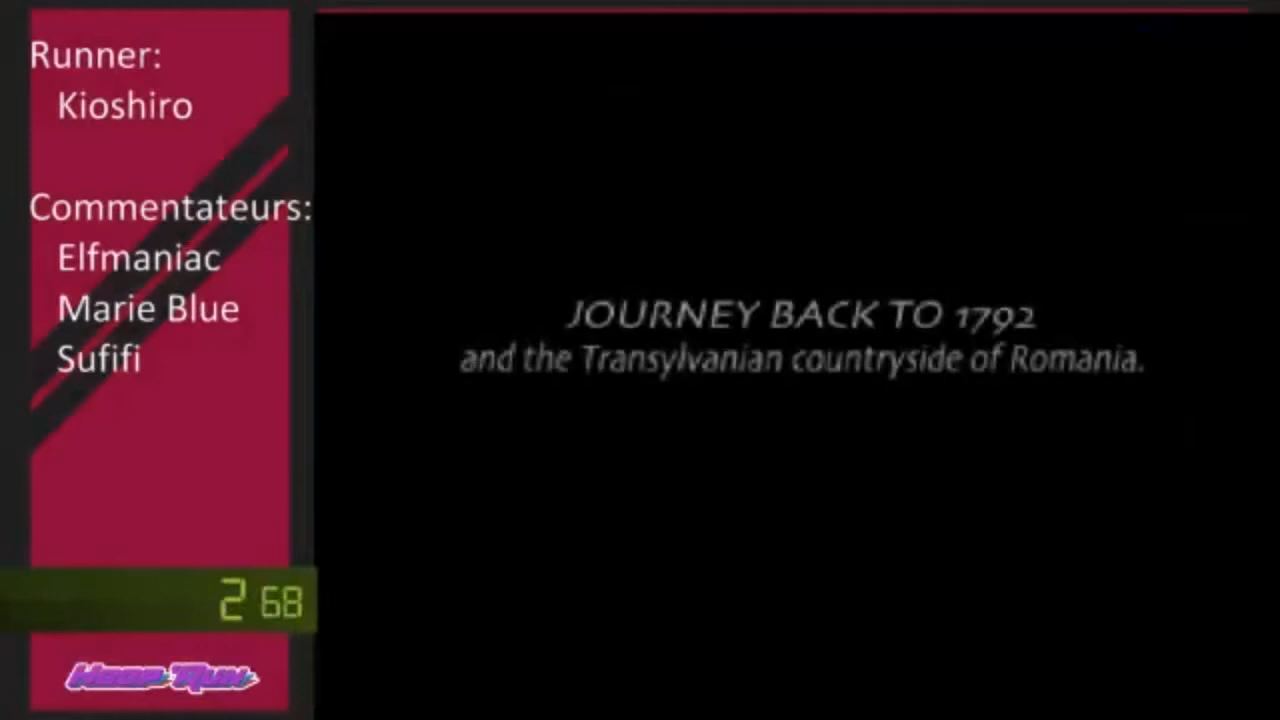 Runner:
Kioshiro
Commentateurs:
Elfmaniac
Marie Blue
Sufifi
2 68
JOURNEY BACK TO 1792
and the Transylvanian countryside of Romania.